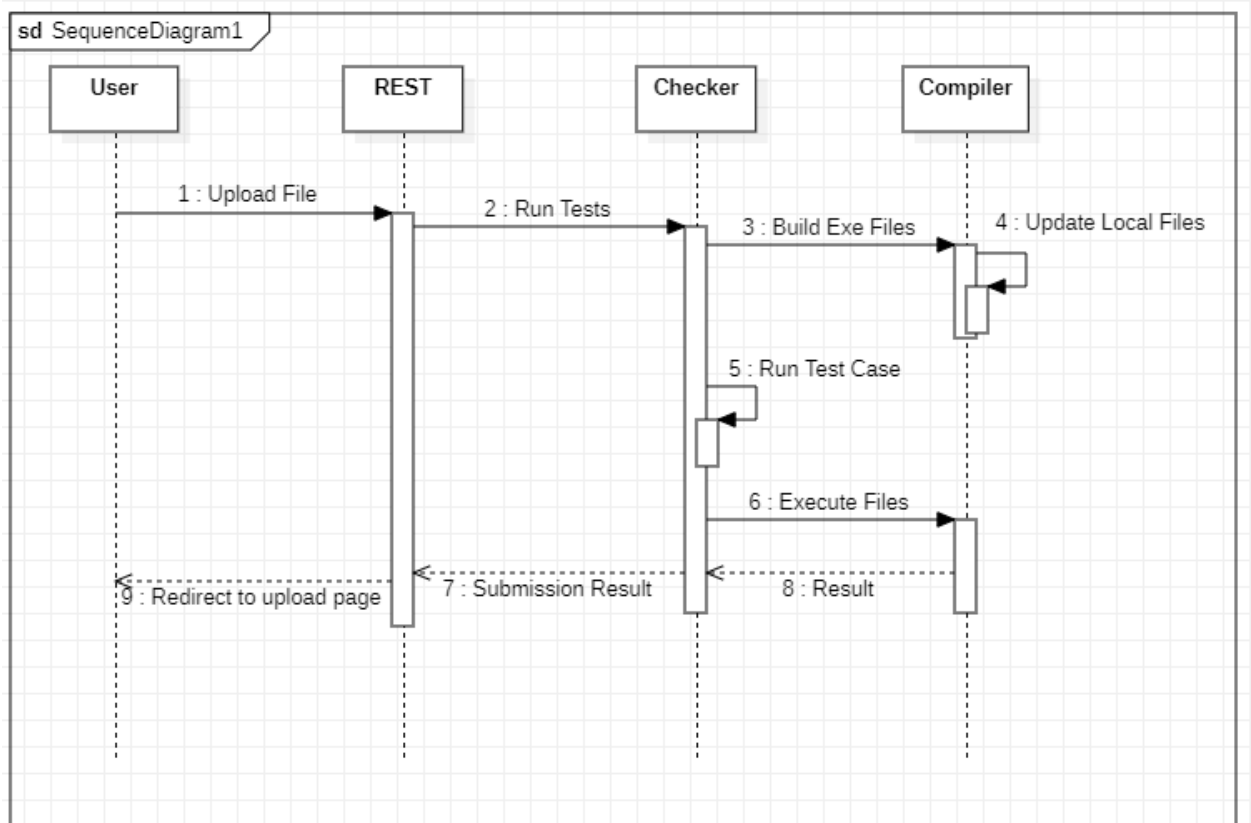 sd SequenceDiagram1
User
REST
Checker
Compiler
1 : Upload File
2 : Run Tests
3 : Build Exe Files
4 : Update Local Files
5 : Run Test Case
6 : Execute Files
9 : Redirect to upload page
7 : Submission Result
8 : Result